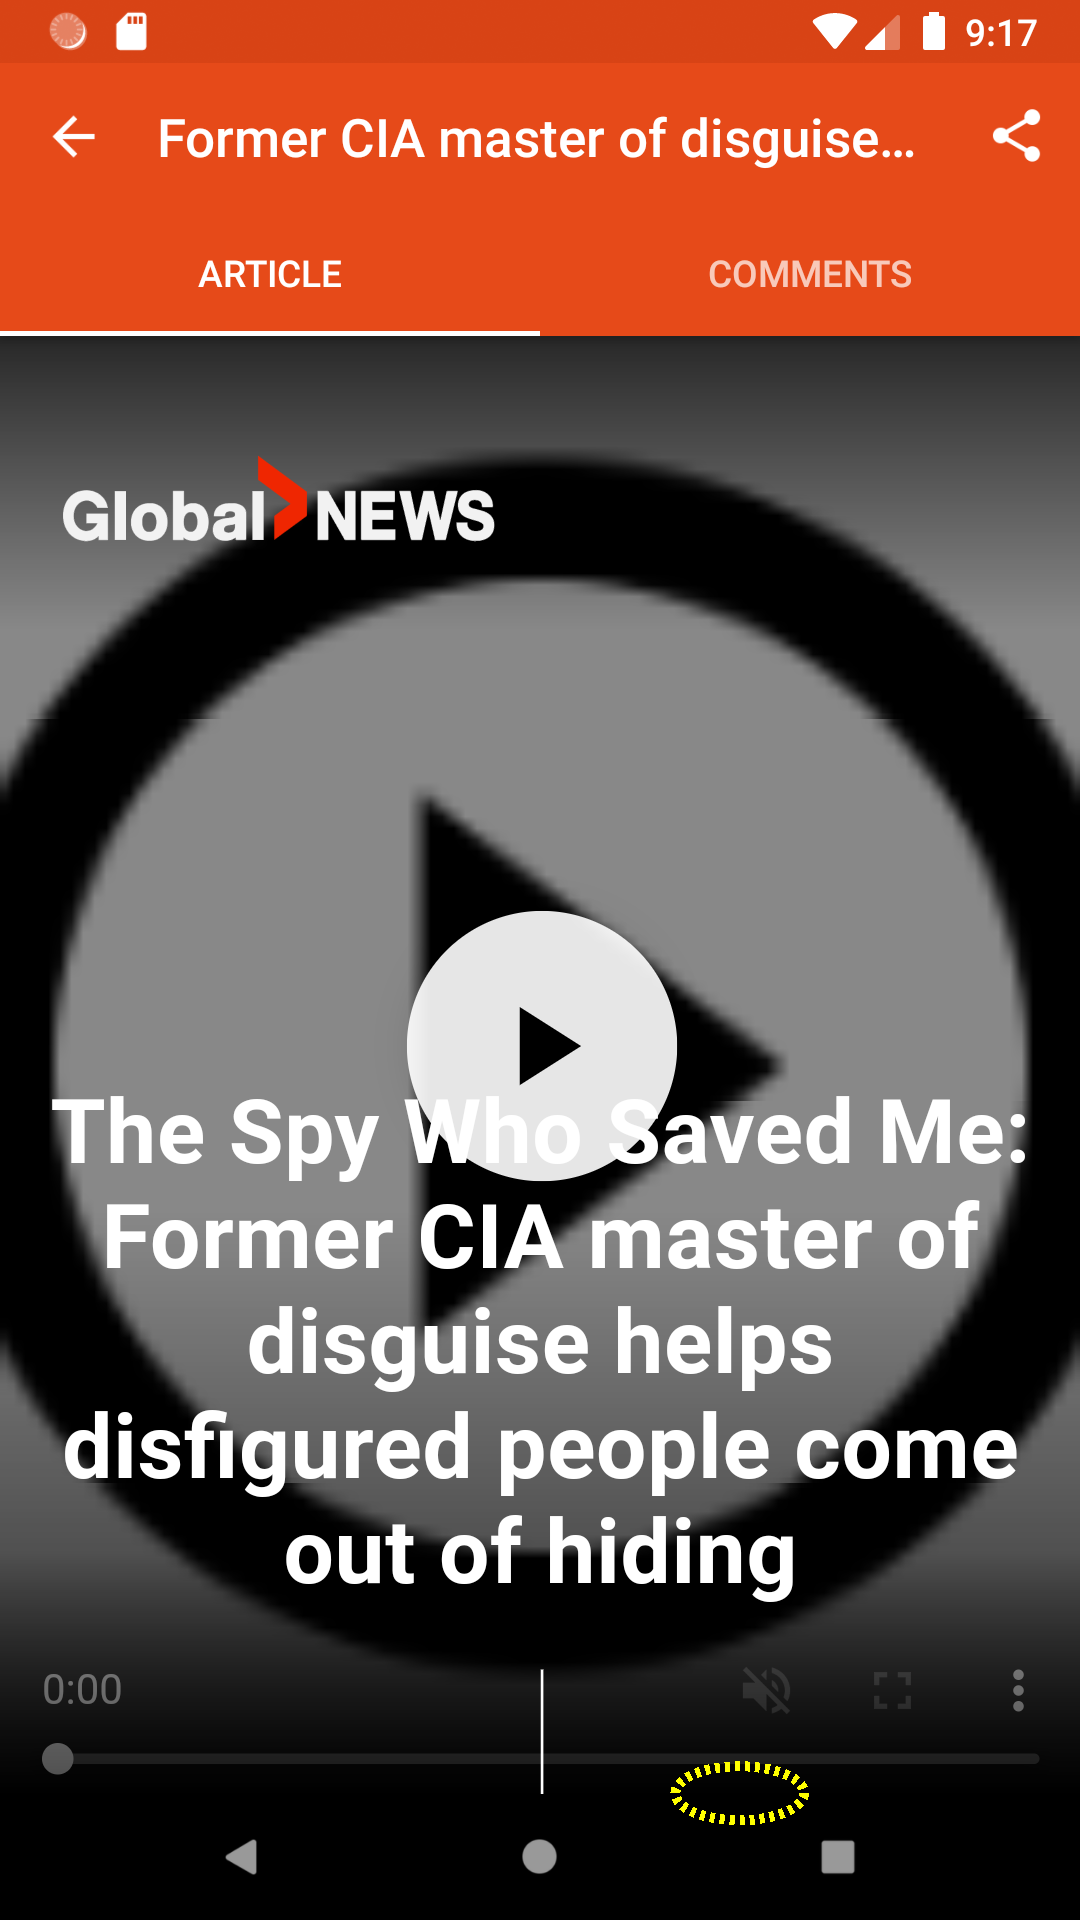 9:17
Former CIA master of disguise...
ARTICLE
COMMENTS
Global NEWS
The Spy Who Saved Me:
Former CIA master of
disguise helps
disfigured people come
out of hiding
0:00